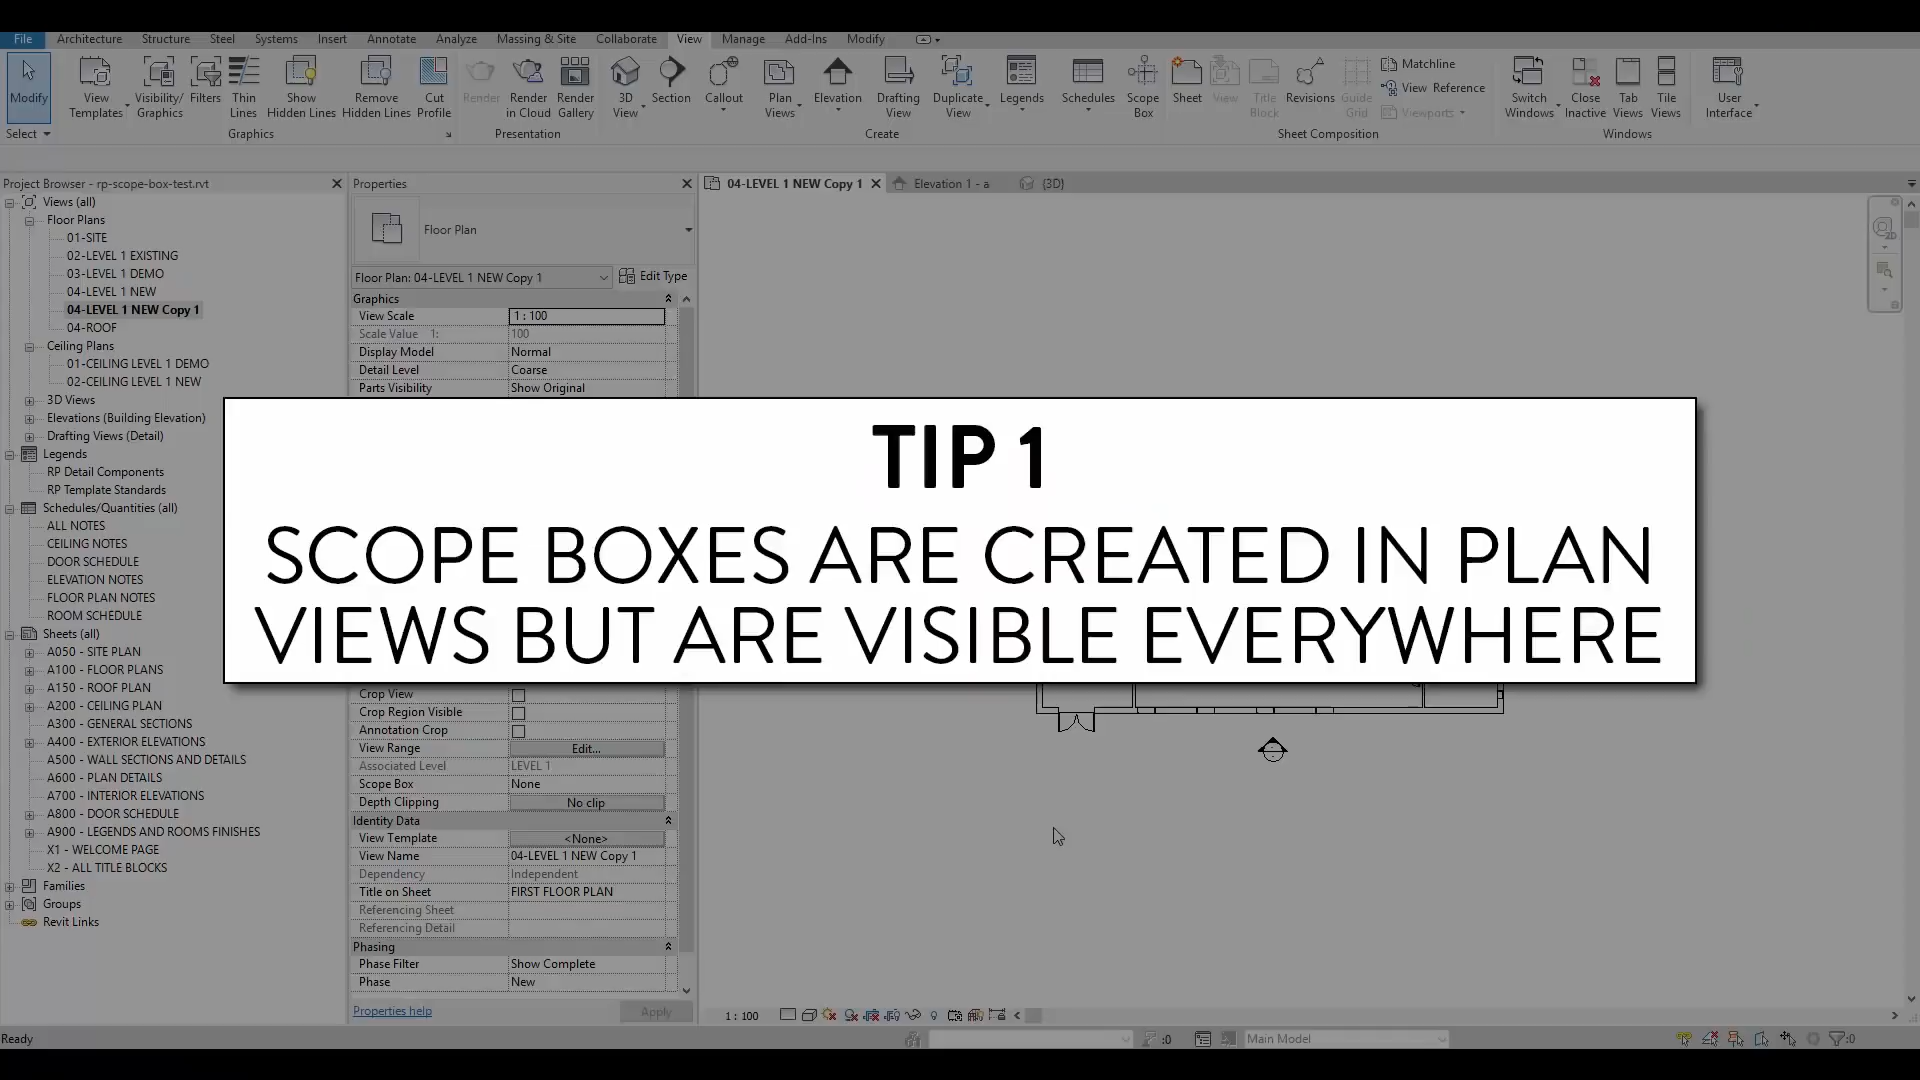 File Architecture Structure Steel Systems Insert Annotate Analyze Massing & Site Collaborate View Manage Add-Ins Modify
Modify
View Templates
Visibility/ Graphics
Filters
Thin Lines
Show Hidden Lines
Remove Hidden Lines
Cut Profile
Render
Render in Cloud
Render Gallery
3D View
Section
Callout
Plan Views
Elevation
Drafting View
Duplicate View
Legends
Schedules
Scope Box
Sheet
View
Title Block
Revisions
Guide Grid
Matchline
View Reference
Viewports
Switch Windows
Close Inactive
Tab Views
Tile Views
User Interface
Select Graphics Presentation Create Sheet Composition Windows
Project Browser - rp-scope-box-test.rvt
Views (all)
Floor Plans
01-SITE
02-LEVEL 1 EXISTING
03-LEVEL 1 DEMO
04-LEVEL 1 NEW
04-LEVEL 1 NEW Copy 1
04-ROOF
Ceiling Plans
01-CEILING LEVEL 1 DEMO
02-CEILING LEVEL 1 NEW
3D Views
Elevations (Building Elevation)
Drafting Views (Detail)
Legends
RP Detail Components
RP Template Standards
Schedules/Quantities (all)
ALL NOTES
CEILING NOTES
DOOR SCHEDULE
ELEVATION NOTES
FLOOR PLAN NOTES
ROOM SCHEDULE
Sheets (all)
A050 - SITE PLAN
A100 - FLOOR PLANS
A150 - ROOF PLAN
A200 - CEILING PLAN
A300 - GENERAL SECTIONS
A400 - EXTERIOR ELEVATIONS
A500 - WALL SECTIONS AND DETAILS
A600 - PLAN DETAILS
A700 - INTERIOR ELEVATIONS
A800 - DOOR SCHEDULE
A900 - LEGENDS AND ROOMS FINISHES
X1 - WELCOME PAGE
X2 - ALL TITLE BLOCKS
Families
Groups
Revit Links
Properties
Floor Plan
Floor Plan: 04-LEVEL 1 NEW Copy 1 Edit Type
Graphics
View Scale 1 : 100
Scale Value 1: 100
Display Model Normal
Detail Level Coarse
Parts Visibility Show Original
Crop View
Crop Region Visible
Annotation Crop
View Range Edit...
Associated Level LEVEL 1
Scope Box None
Depth Clipping No clip
Identity Data
View Template <None>
View Name 04-LEVEL 1 NEW Copy 1
Dependency Independent
Title on Sheet FIRST FLOOR PLAN
Referencing Sheet
Referencing Detail
Phasing
Phase Filter Show Complete
Phase New
Properties help Apply
04-LEVEL 1 NEW Copy 1 Elevation 1 - a {3D}
2D
TIP 1
SCOPE BOXES ARE CREATED IN PLAN
VIEWS BUT ARE VISIBLE EVERYWHERE
1 : 100
Ready :0 Main Model :0